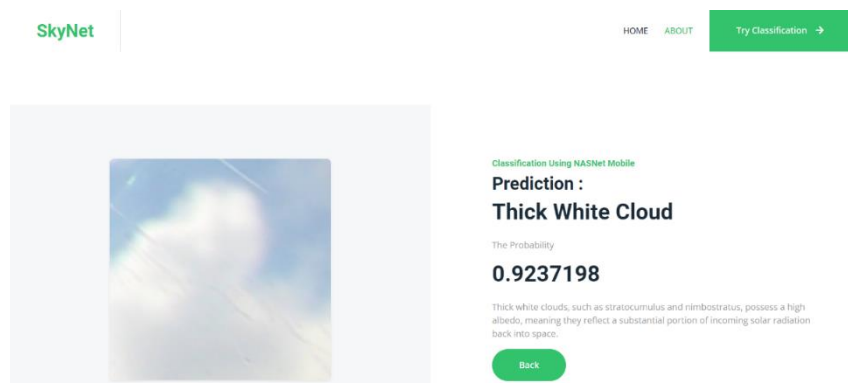 SkyNet
HOME ABOUT Try Classification →
Classification Using NASNet Mobile
Prediction :
Thick White Cloud
The Probability
0.9237198
Thick white clouds, such as stratocumulus and nimbostratus, possess a high
albedo, meaning they reflect a substantial portion of incoming solar radiation
back into space.
Back